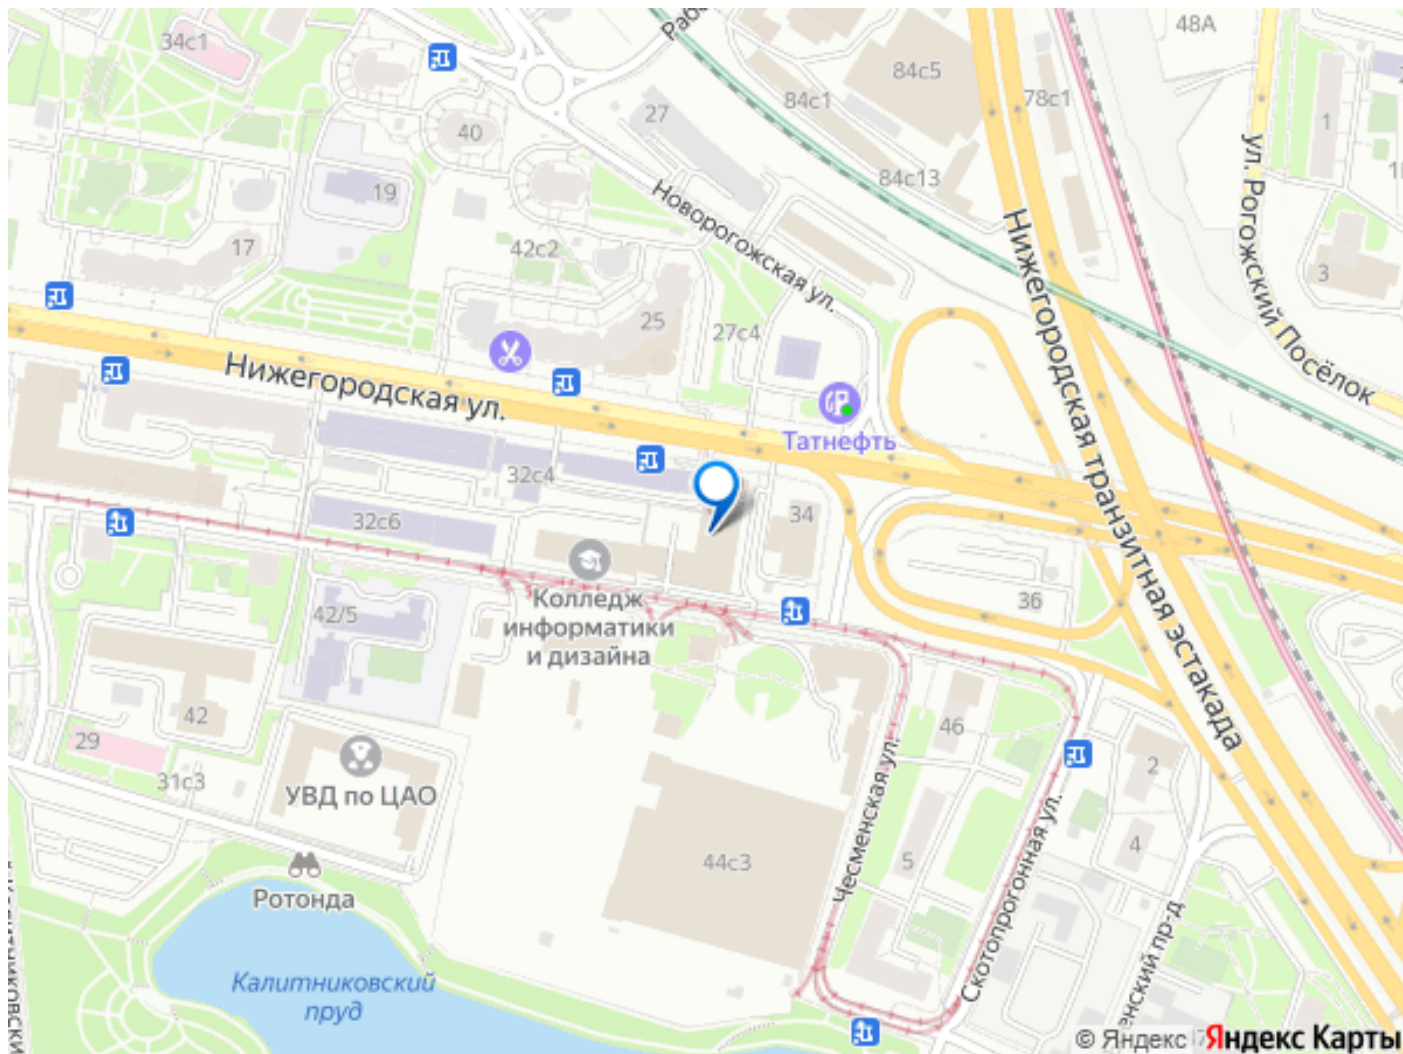 34с1
48А
84с5
84с1
78с1
27
40
1
ул. Рогожский Посёлок
84с13
19
Новорогожская ул.
Нижегородская транзитная эстакада
17
42с2
3
25
27с4
Нижегородская ул.
Татнефть
32с4
34
32с6
Колледж
информатики
и дизайна
36
42/5
42
46
29
31с3
УВД по ЦАО
2
Чесменская ул.
Скотопрогонная ул.
4
44с3
5
Ротонда
Калитниковский
пруд
© Яндекс
Яндекс Карты